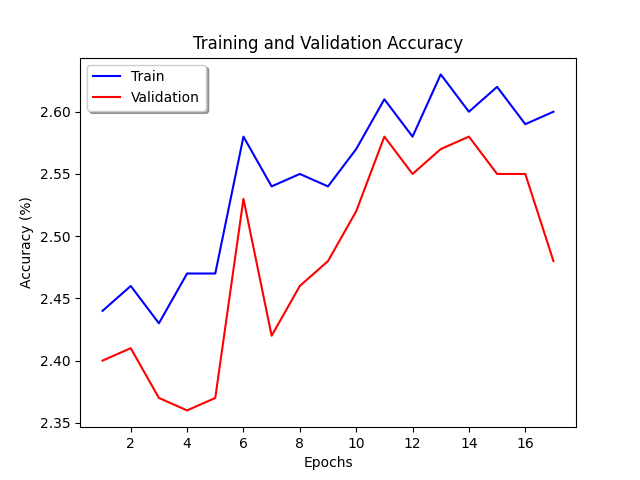 Training and Validation Accuracy
Train
Validation
Accuracy (%)
2.60
2.55
2.50
2.45
2.40
2.35
2 4 6 8 10 12 14 16
Epochs